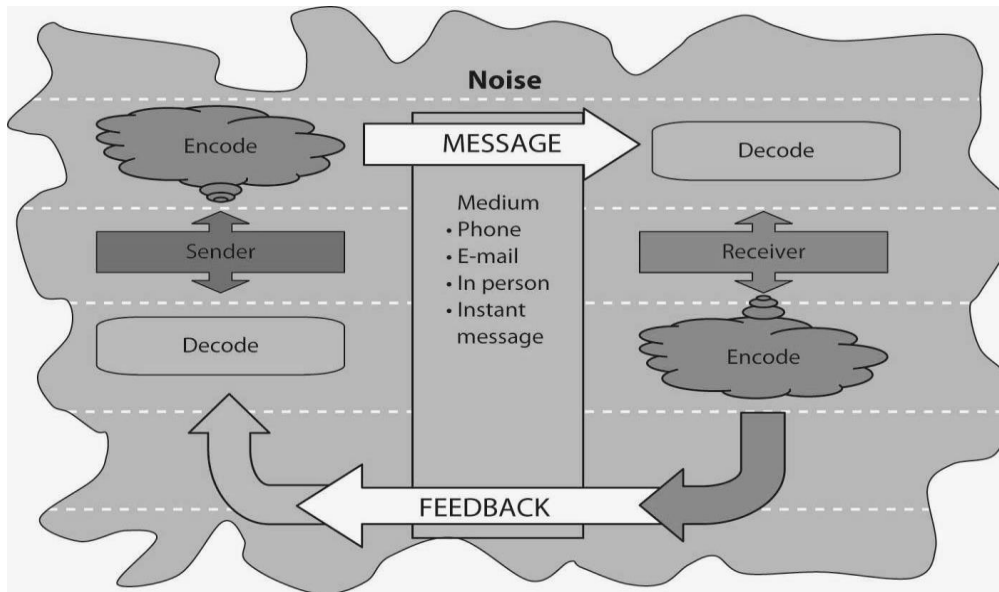 Noise
Encode
MESSAGE
Decode
Medium
• Phone
• E-mail
• In person
• Instant
message
Sender
Receiver
Decode
Encode
FEEDBACK